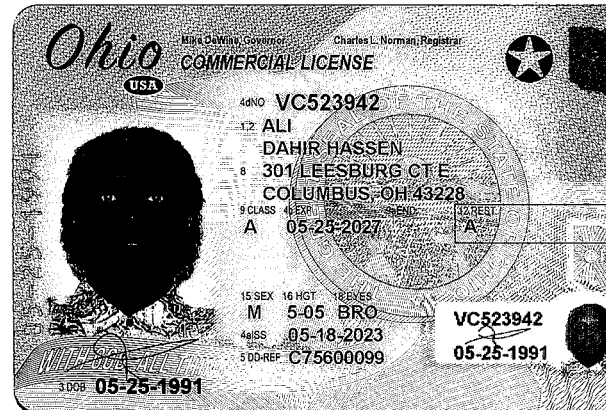 Ohio
USA
Mike DeWine, Governor
Charles L. Norman, Registrar
COMMERCIAL LICENSE
4dNO VC523942
1,2 ALI
DAHIR HASSEN
8 301 LEESBURG CT E
COLUMBUS, OH 43228
9 CLASS 4b EXP 9aEND 12 REST
A 05-25-2027 A
15 SEX 16 HGT 18 EYES
M 5-05 BRO
4aISS 05-18-2023
5 DD-REF C75600099
3 DOB 05-25-1991
VC523942
05-25-1991